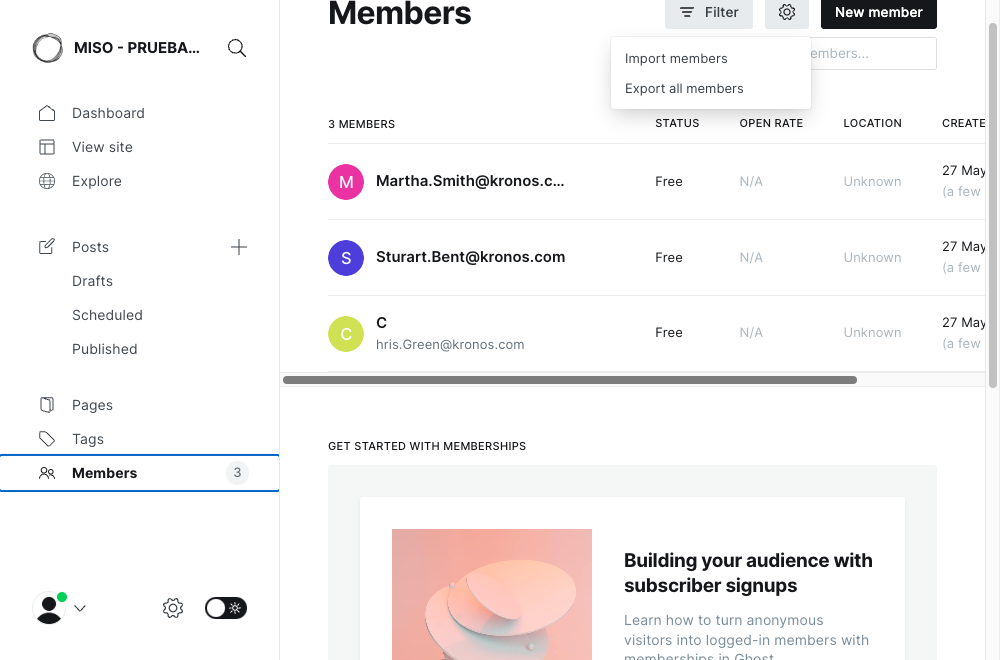 MISO - PRUEBA...
Dashboard
View site
Explore
Posts
Drafts
Scheduled
Published
Pages
Tags
Members
3
Members
Filter
New member
Import members
Export all members
embers...
3 MEMBERS
STATUS
OPEN RATE
LOCATION
CREATE
M
Martha.Smith@kronos.c...
Free
N/A
Unknown
27 May
(a few
S
Sturart.Bent@kronos.com
Free
N/A
Unknown
27 May
(a few
C
C
hris.Green@kronos.com
Free
N/A
Unknown
27 May
(a few
GET STARTED WITH MEMBERSHIPS
Building your audience with
subscriber signups
Learn how to turn anonymous
visitors into logged-in members with
memberships in Ghost.